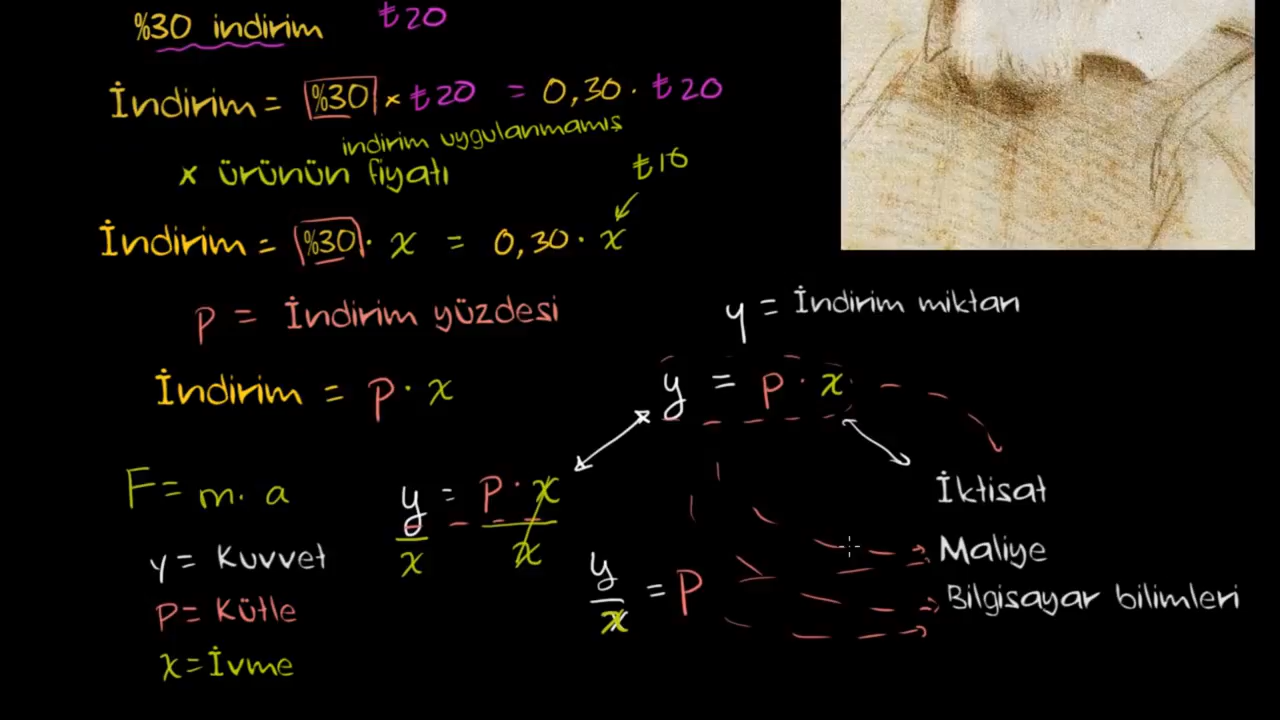 %30 indirim ₺20
İndirim = %30 × ₺20 = 0,30 · ₺20
indirim uygulanmamış
x ürünün fiyatı
₺10
İndirim = %30 · x = 0,30 · x
p = İndirim yüzdesi
y = İndirim miktarı
İndirim = p · x
y = p · x
F = m · a
y/x = p · x/x
İktisat
y = Kuvvet
Maliye
y/x = p
Bilgisayar bilimleri
p = Kütle
x = İvme